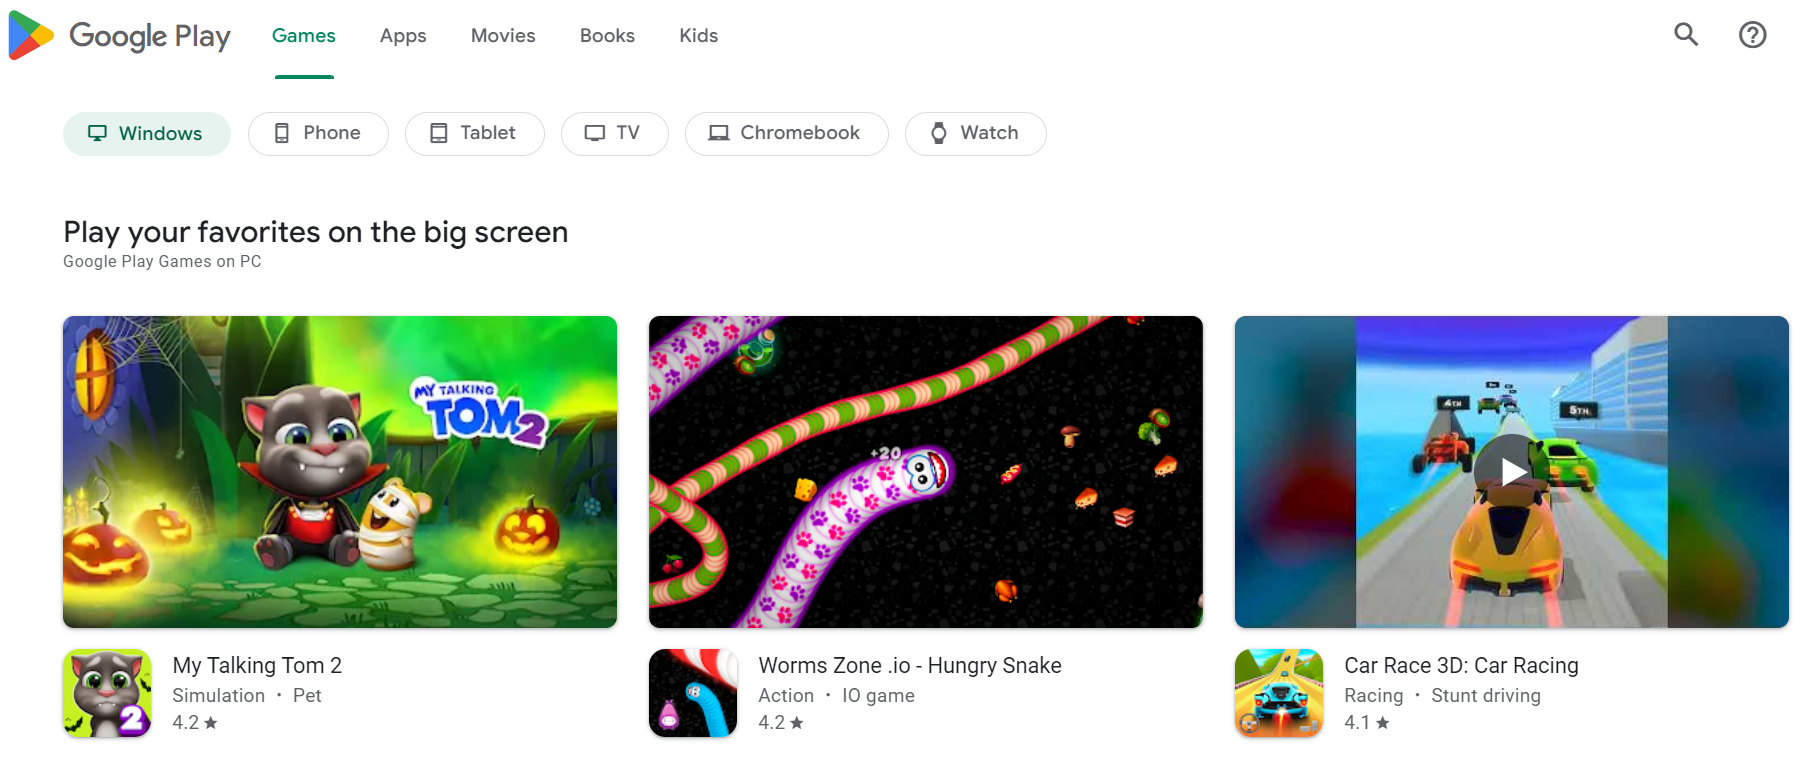 Google Play
Games
Apps
Movies
Books
Kids
Windows
Phone
Tablet
TV
Chromebook
Watch
Play your favorites on the big screen
Google Play Games on PC
MY TALKING
TOM 2
+20
4TH
5TH
2
My Talking Tom 2
Simulation • Pet
4.2 ★
Worms Zone .io - Hungry Snake
Action • IO game
4.2 ★
Car Race 3D: Car Racing
Racing • Stunt driving
4.1 ★